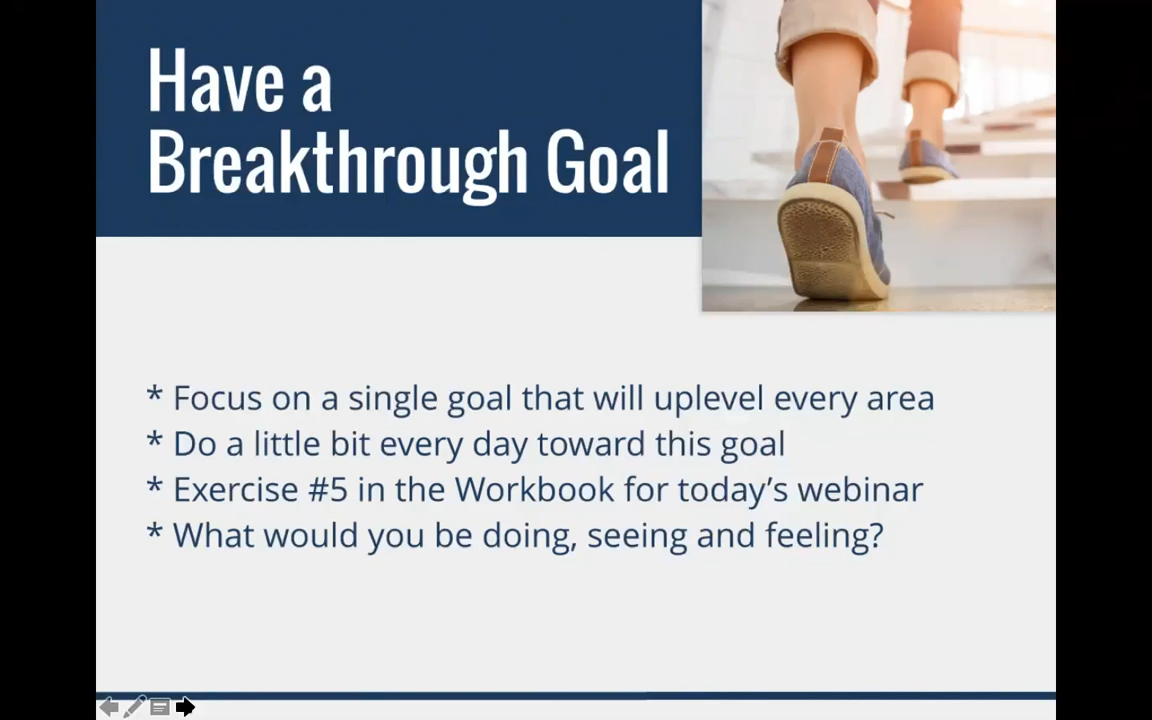 Have a
Breakthrough Goal
* Focus on a single goal that will uplevel every area
* Do a little bit every day toward this goal
* Exercise #5 in the Workbook for today’s webinar
* What would you be doing, seeing and feeling?